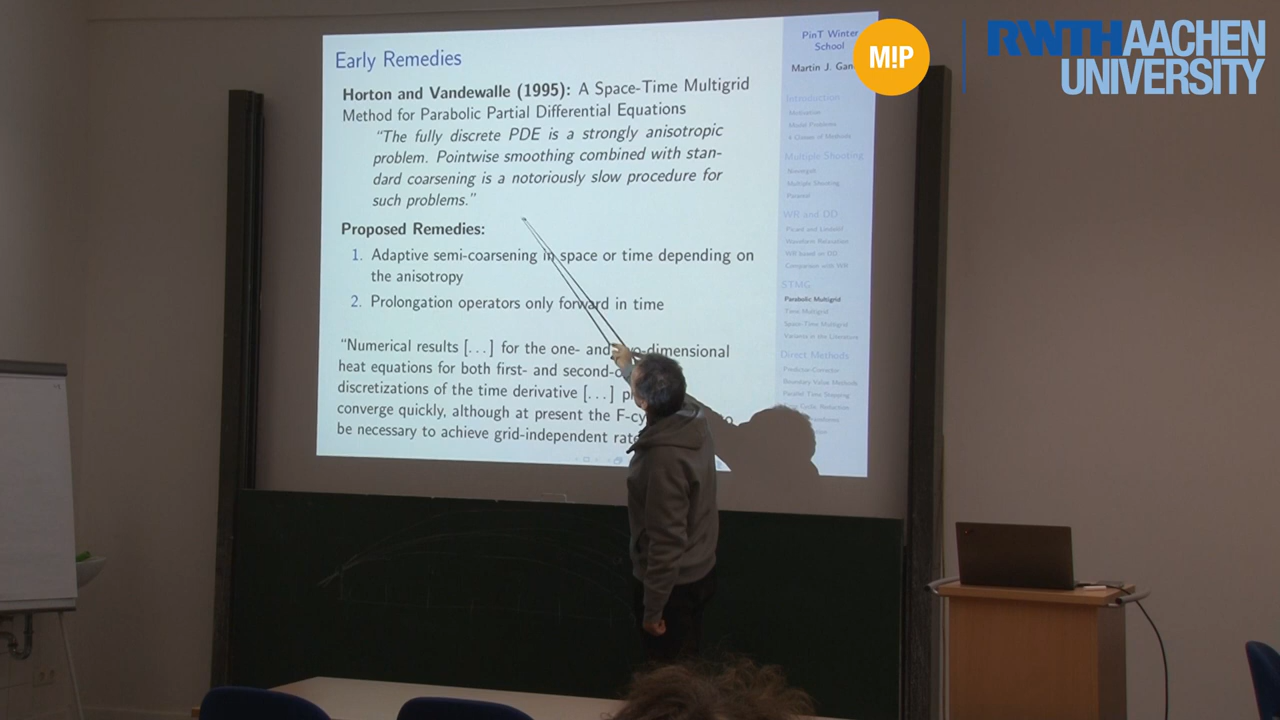 Early Remedies
Horton and Vandewalle (1995): A Space-Time Multigrid
Method for Parabolic Partial Differential Equations
"The fully discrete PDE is a strongly anisotropic
problem. Pointwise smoothing combined with stan-
dard coarsening is a notoriously slow procedure for
such problems."
Proposed Remedies:
1. Adaptive semi-coarsening in space or time depending on
the anisotropy
2. Prolongation operators only forward in time
"Numerical results [...] for the one- and two-dimensional
heat equations for both first- and second-o
discretizations of the time derivative [...] p
converge quickly, although at present the F-cy
be necessary to achieve grid-independent rat
PinT Winter
School
Martin J. Gan
Introduction
Motivation
Model Problems
4 Classes of Methods
Multiple Shooting
Nievergelt
Multiple Shooting
Parareal
WR and DD
Picard and Lindelöf
Waveform Relaxation
WR based on DD
Comparison with WR
STMG
Parabolic Multigrid
Time Multigrid
Space-Time Multigrid
Variants in the Literature
Direct Methods
Predictor-Corrector
Boundary Value Methods
Parallel Time Stepping
Cyclic Reduction
M!P
RWTH AACHEN
UNIVERSITY